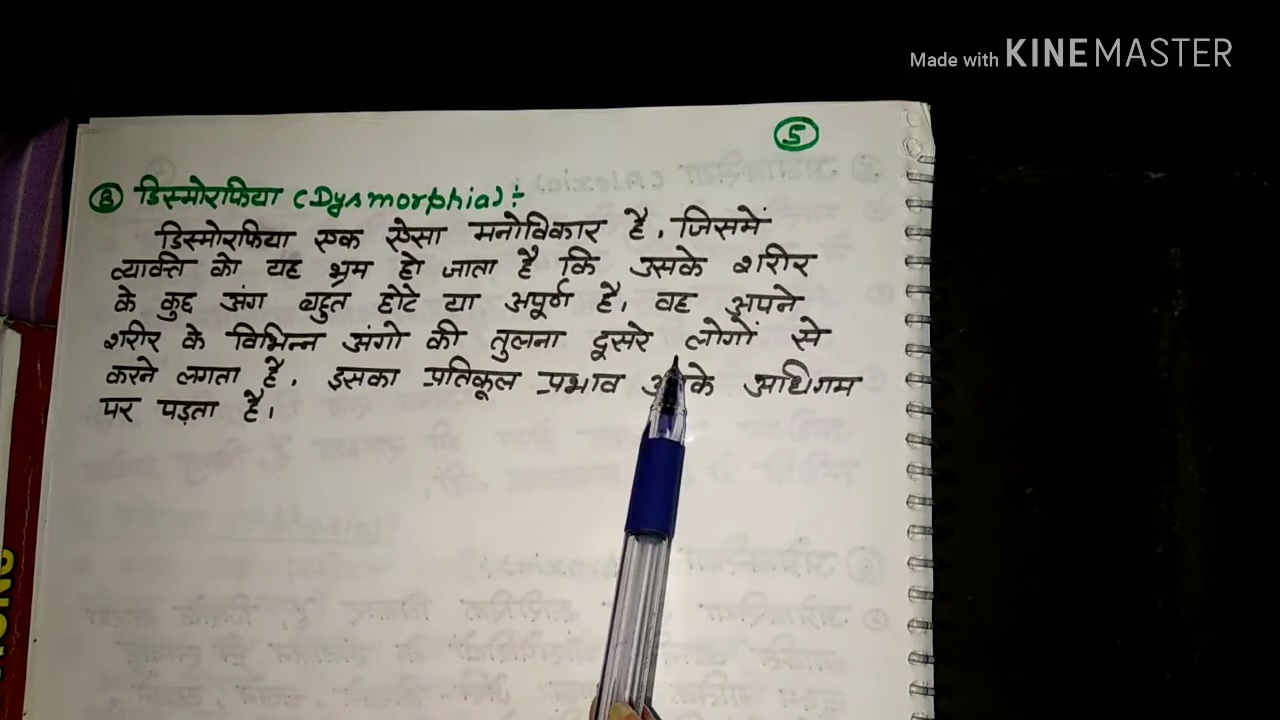 Made with KINEMASTER
5
8 डिस्मोरफिया (Dysmorphia) ÷
डिस्मोरफिया एक ऐसा मनोविकार है, जिसमें
व्यक्ति को यह भ्रम हो जाता है कि उसके शरीर
के कुछ अंग बहुत छोटे या अपूर्ण है। वह अपने
शरीर के विभिन्न अंगो की तुलना दूसरे लोगों से
करने लगता है, इसका प्रतिकूल प्रभाव अधिगम
पर पड़ता है।